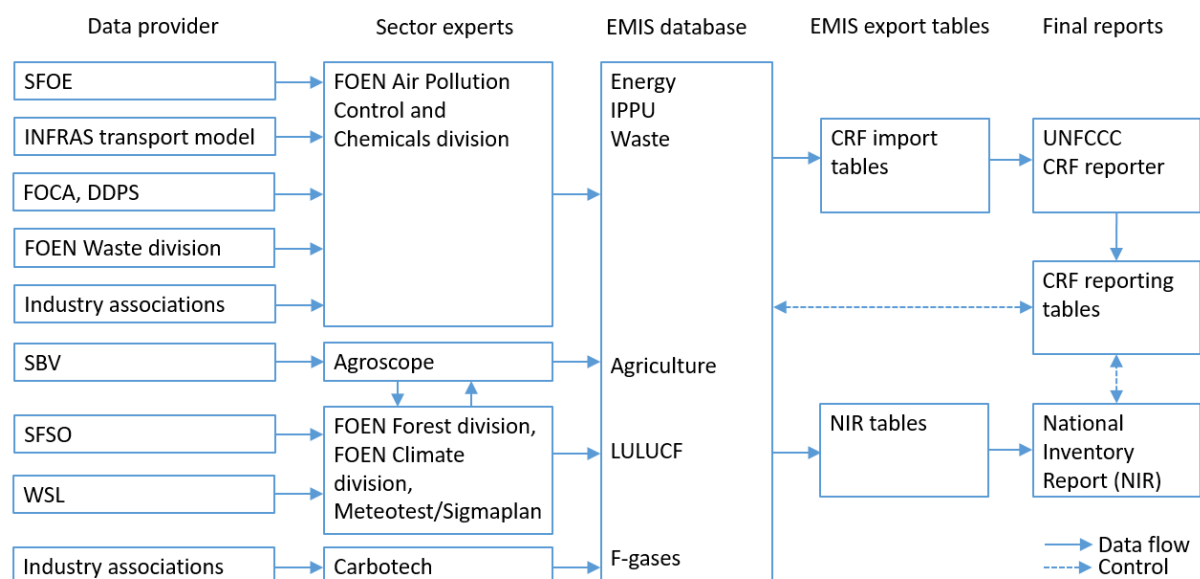 Data provider
Sector experts
EMIS database
EMIS export tables
Final reports
SFOE
INFRAS transport model
FOCA, DDPS
FOEN Waste division
Industry associations
SBV
SFSO
WSL
Industry associations
FOEN Air Pollution
Control and
Chemicals division
Agroscope
FOEN Forest division,
FOEN Climate
division,
Meteotest/Sigmaplan
Carbotech
Energy
IPPU
Waste
Agriculture
LULUCF
F-gases
CRF import
tables
NIR tables
UNFCCC
CRF reporter
CRF reporting
tables
National
Inventory
Report (NIR)
Data flow
Control